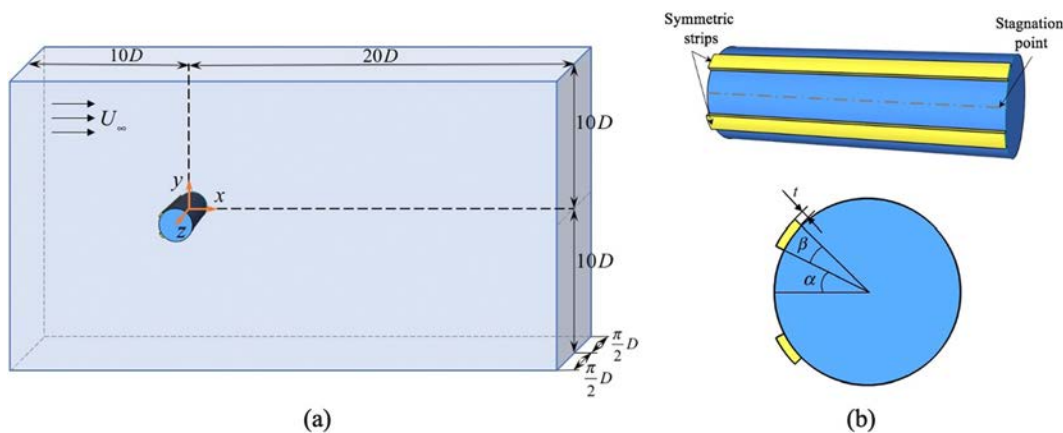 10D
20D
U∞
10D
y
x
z
10D
π/2 D
π/2 D
(a)
Symmetric
strips
Stagnation
point
t
β
α
(b)